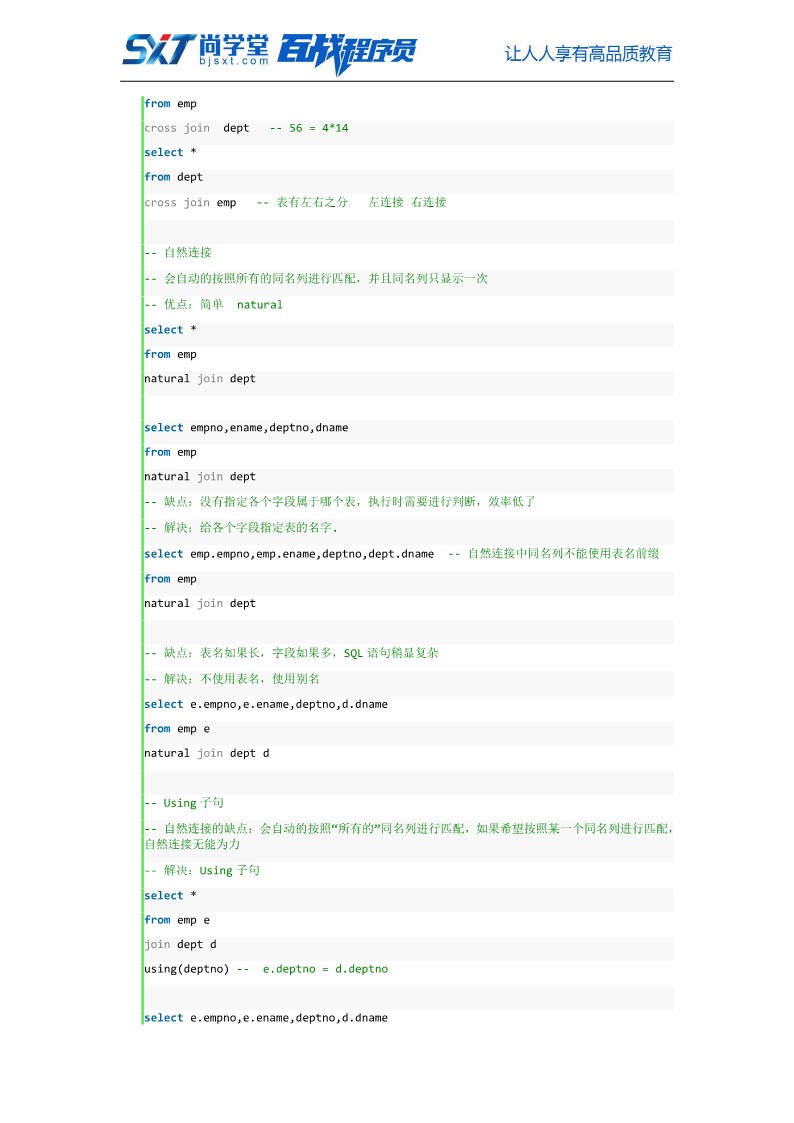 SXT 尚学堂 百战程序员 让人人享有高品质教育
bjsxt.com
from emp
cross join  dept   -- 56 = 4*14
select *
from dept
cross join emp   -- 表有左右之分   左连接 右连接
-- 自然连接
-- 会自动的按照所有的同名列进行匹配，并且同名列只显示一次
-- 优点：简单  natural
select *
from emp
natural join dept
select empno,ename,deptno,dname
from emp
natural join dept
-- 缺点：没有指定各个字段属于哪个表，执行时需要进行判断，效率低了
-- 解决：给各个字段指定表的名字.
select emp.empno,emp.ename,deptno,dept.dname  -- 自然连接中同名列不能使用表名前缀
from emp
natural join dept
-- 缺点：表名如果长，字段如果多，SQL 语句稍显复杂
-- 解决：不使用表名，使用别名
select e.empno,e.ename,deptno,d.dname
from emp e
natural join dept d
-- Using 子句
-- 自然连接的缺点：会自动的按照“所有的”同名列进行匹配，如果希望按照某一个同名列进行匹配，
自然连接无能为力
-- 解决：Using 子句
select *
from emp e
join dept d
using(deptno) --  e.deptno = d.deptno
select e.empno,e.ename,deptno,d.dname